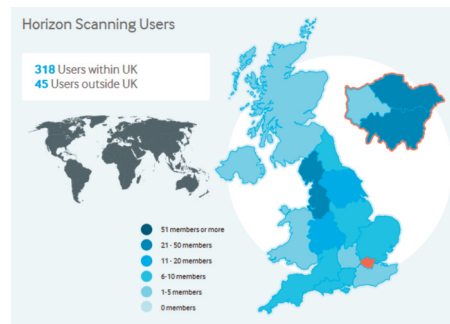 Horizon Scanning Users
318 Users within UK
45 Users outside UK
51 members or more
21 - 50 members
11 - 20 members
6-10 members
1-5 members
0 members